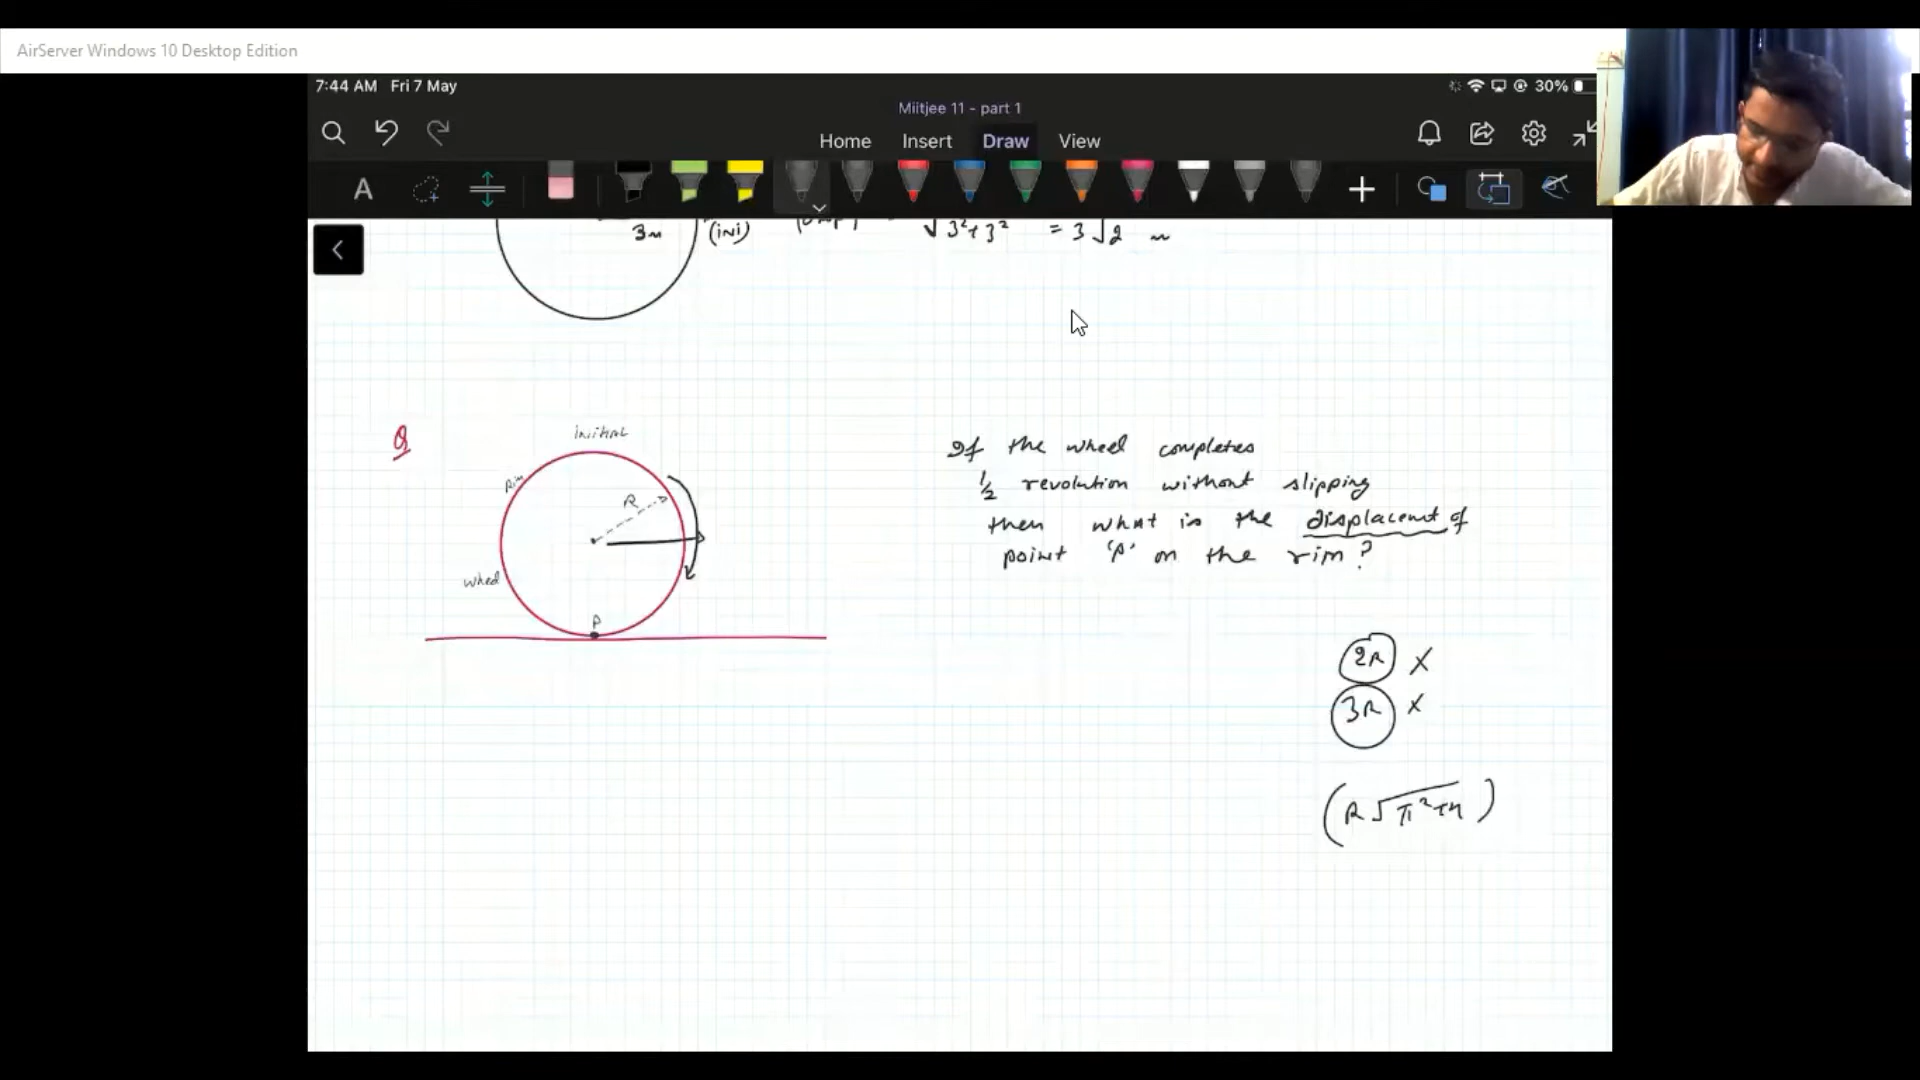 AirServer Windows 10 Desktop Edition
7:44 AM Fri 7 May
30%
Miitjee 11 - part 1
Home Insert Draw View
A
3m (ini) √3²+3² = 3√2 m
Q
initial
Rim
R
wheel
P
If the wheel completes
1/2 revolution without slipping
then what is the displacement of
point 'P' on the rim?
2R X
3R X
(R√π²+4)